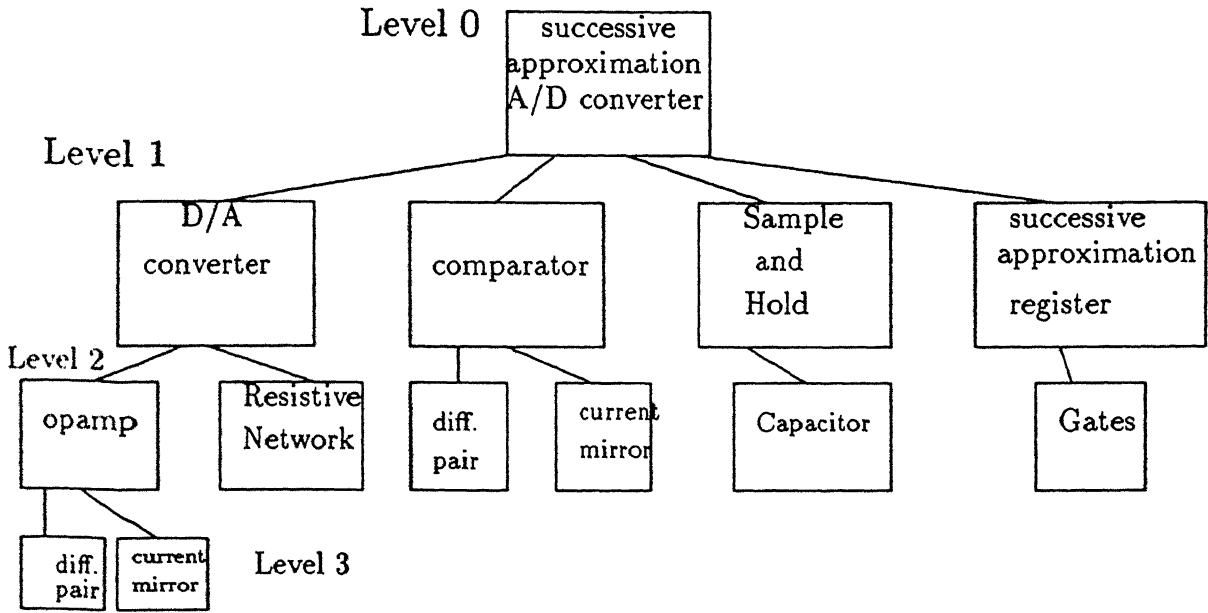 Level 0
successive
approximation
A/D converter
Level 1
D/A
converter
comparator
Sample
and
Hold
successive
approximation
register
Level 2
opamp
Resistive
Network
diff.
pair
current
mirror
Capacitor
Gates
diff.
pair
current
mirror
Level 3